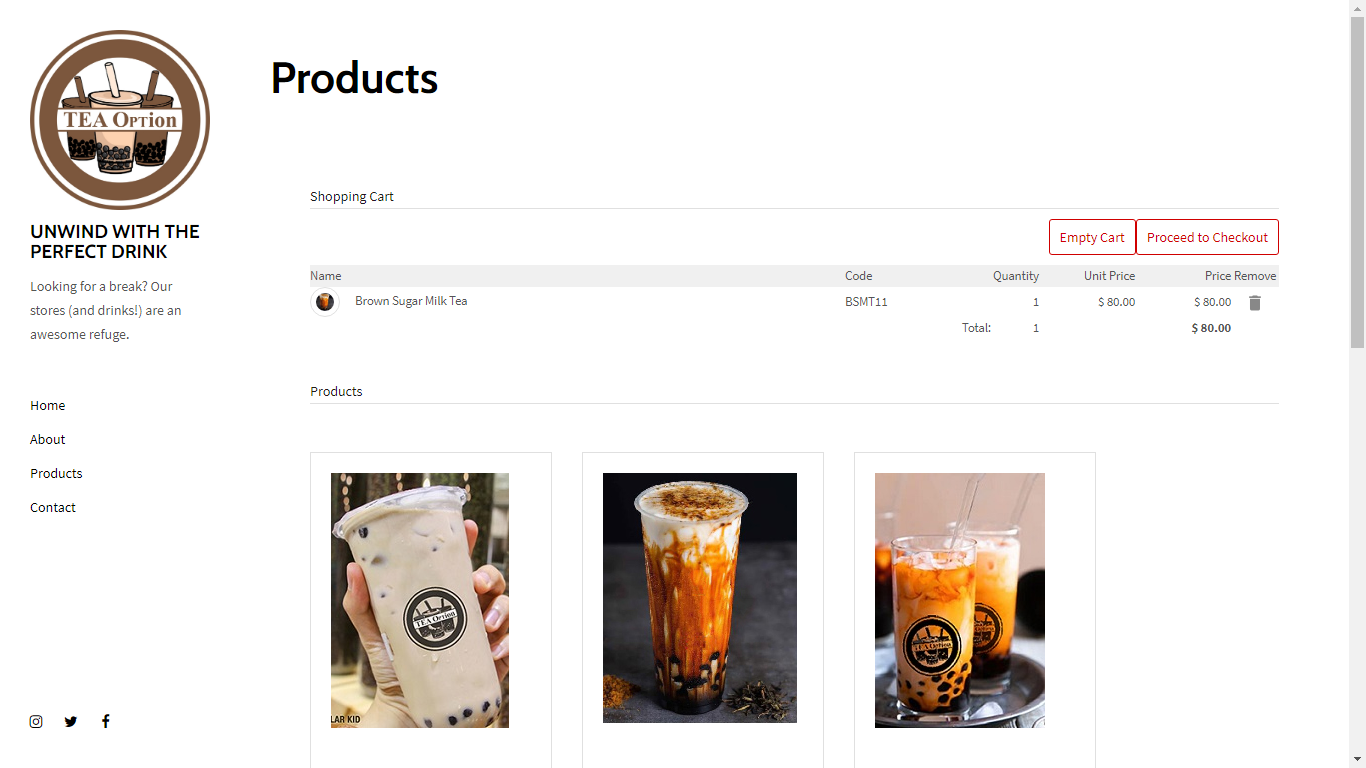 TEA OPTION
UNWIND WITH THE
PERFECT DRINK
Looking for a break? Our
stores (and drinks!) are an
awesome refuge.
Home
About
Products
Contact
Products
Shopping Cart
Empty Cart Proceed to Checkout
Name Code Quantity Unit Price Price Remove
Brown Sugar Milk Tea BSMT11 1 $ 80.00 $ 80.00
Total: 1 $ 80.00
Products
TEA Option
LAR KID
TEA Option
TEA Option